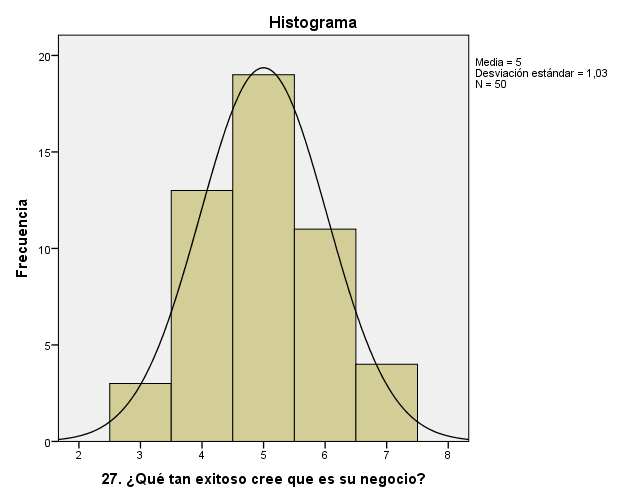 Histograma
Media = 5
Desviación estándar = 1,03
N = 50
Frecuencia
20
15
10
5
0
2 3 4 5 6 7 8
27. ¿Qué tan exitoso cree que es su negocio?